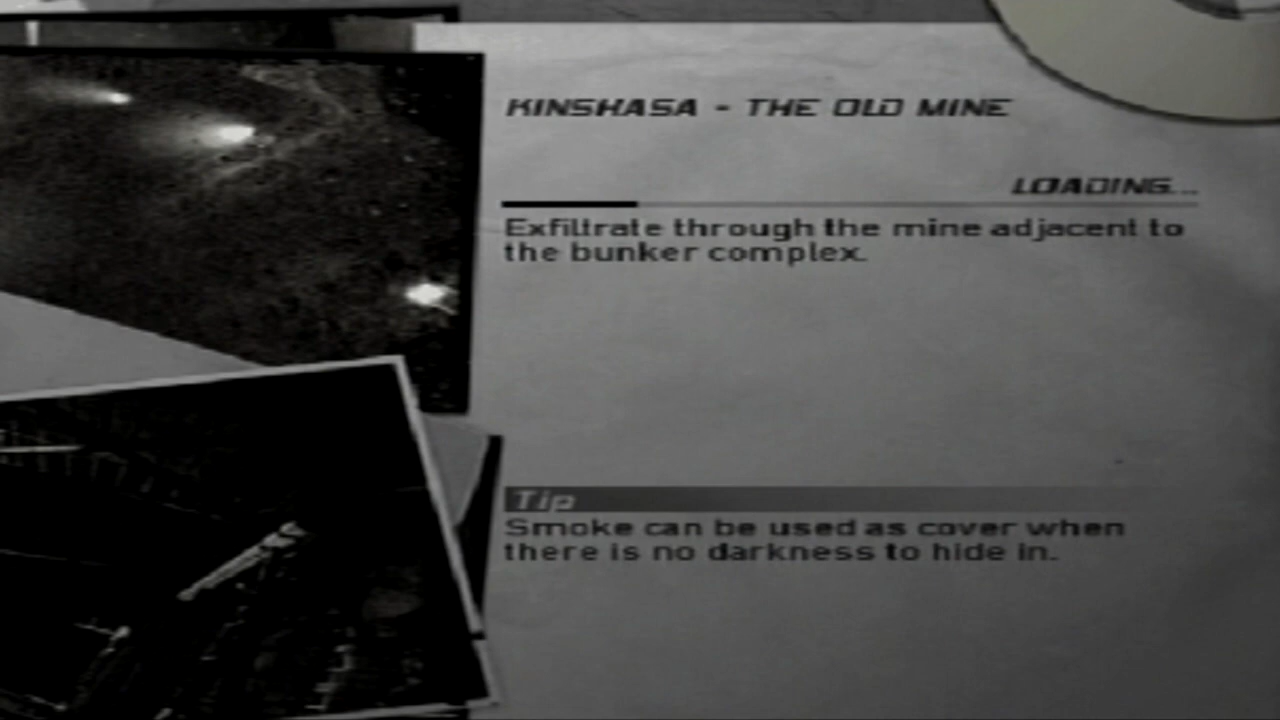 KINSHASA - THE OLD MINE
LOADING...
Exfiltrate through the mine adjacent to
the bunker complex.
Tip
Smoke can be used as cover when
there is no darkness to hide in.